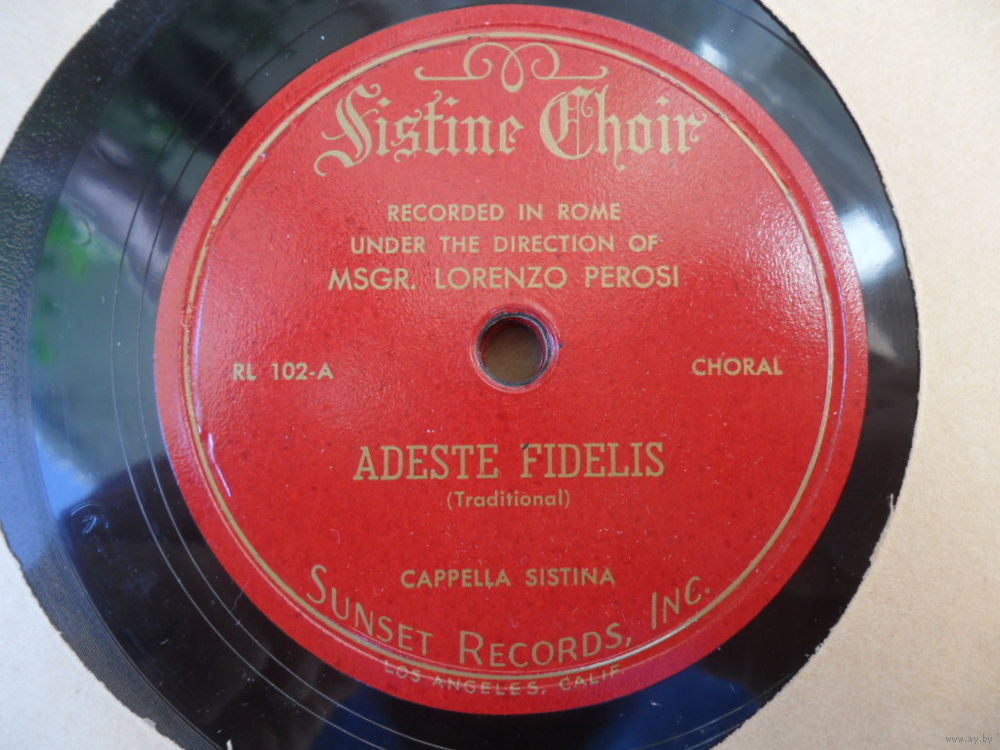 Sistine Choir
RECORDED IN ROME
UNDER THE DIRECTION OF
MSGR. LORENZO PEROSI
RL 102-A
CHORAL
ADESTE FIDELIS
(Traditional)
CAPPELLA SISTINA
SUNSET RECORDS, INC.
LOS ANGELES, CALIF.
www.ay.by